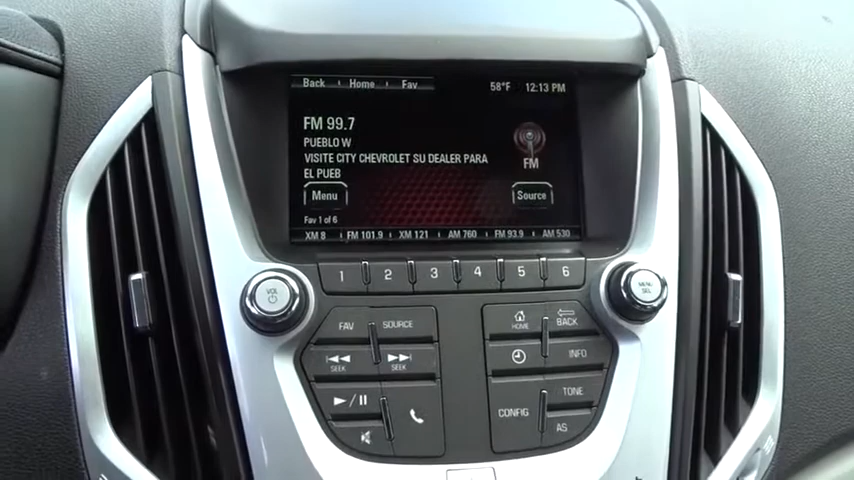 Back Home Fav 58°F 12:13 PM
FM 99.7
PUEBLO W
VISITE CITY CHEVROLET SU DEALER PARA
EL PUEB
FM
Menu Source
Fav 1 of 6
XM 8 FM 101.9 XM 121 AM 760 FM 93.9 AM 530
1 2 3 4 5 6
VOL
MENU
SEL
FAV SOURCE
HOME BACK
SEEK SEEK
INFO
TONE
CONFIG AS